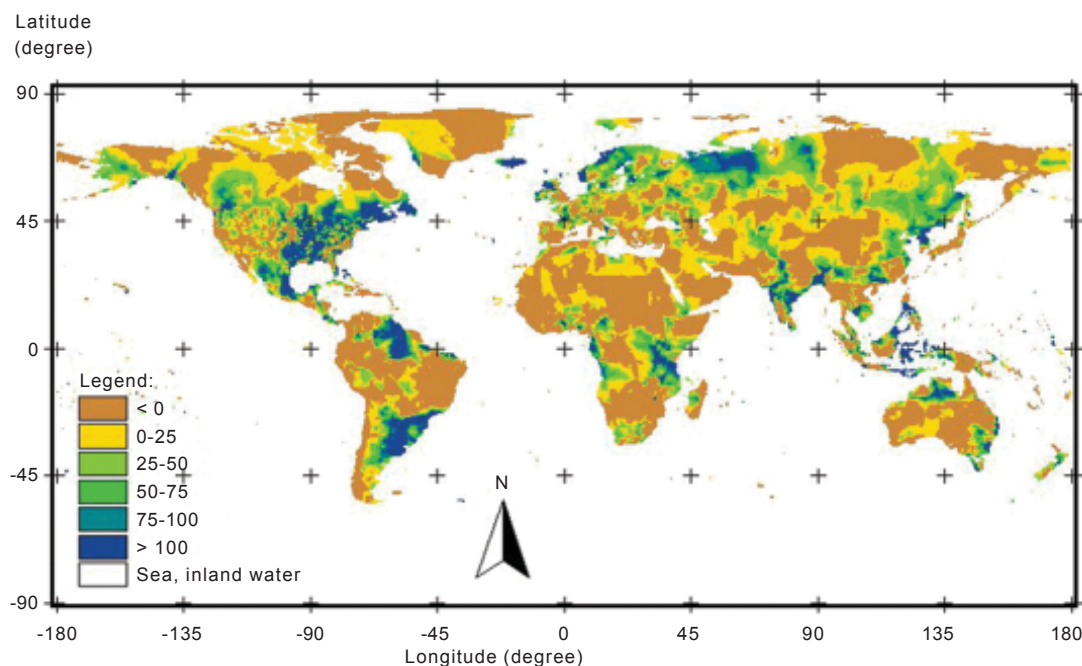 Latitude
(degree)
90
45
0
-45
-90
Legend:
< 0
0-25
25-50
50-75
75-100
> 100
Sea, inland water
N
-180 -135 -90 -45 0 45 90 135 180
Longitude (degree)